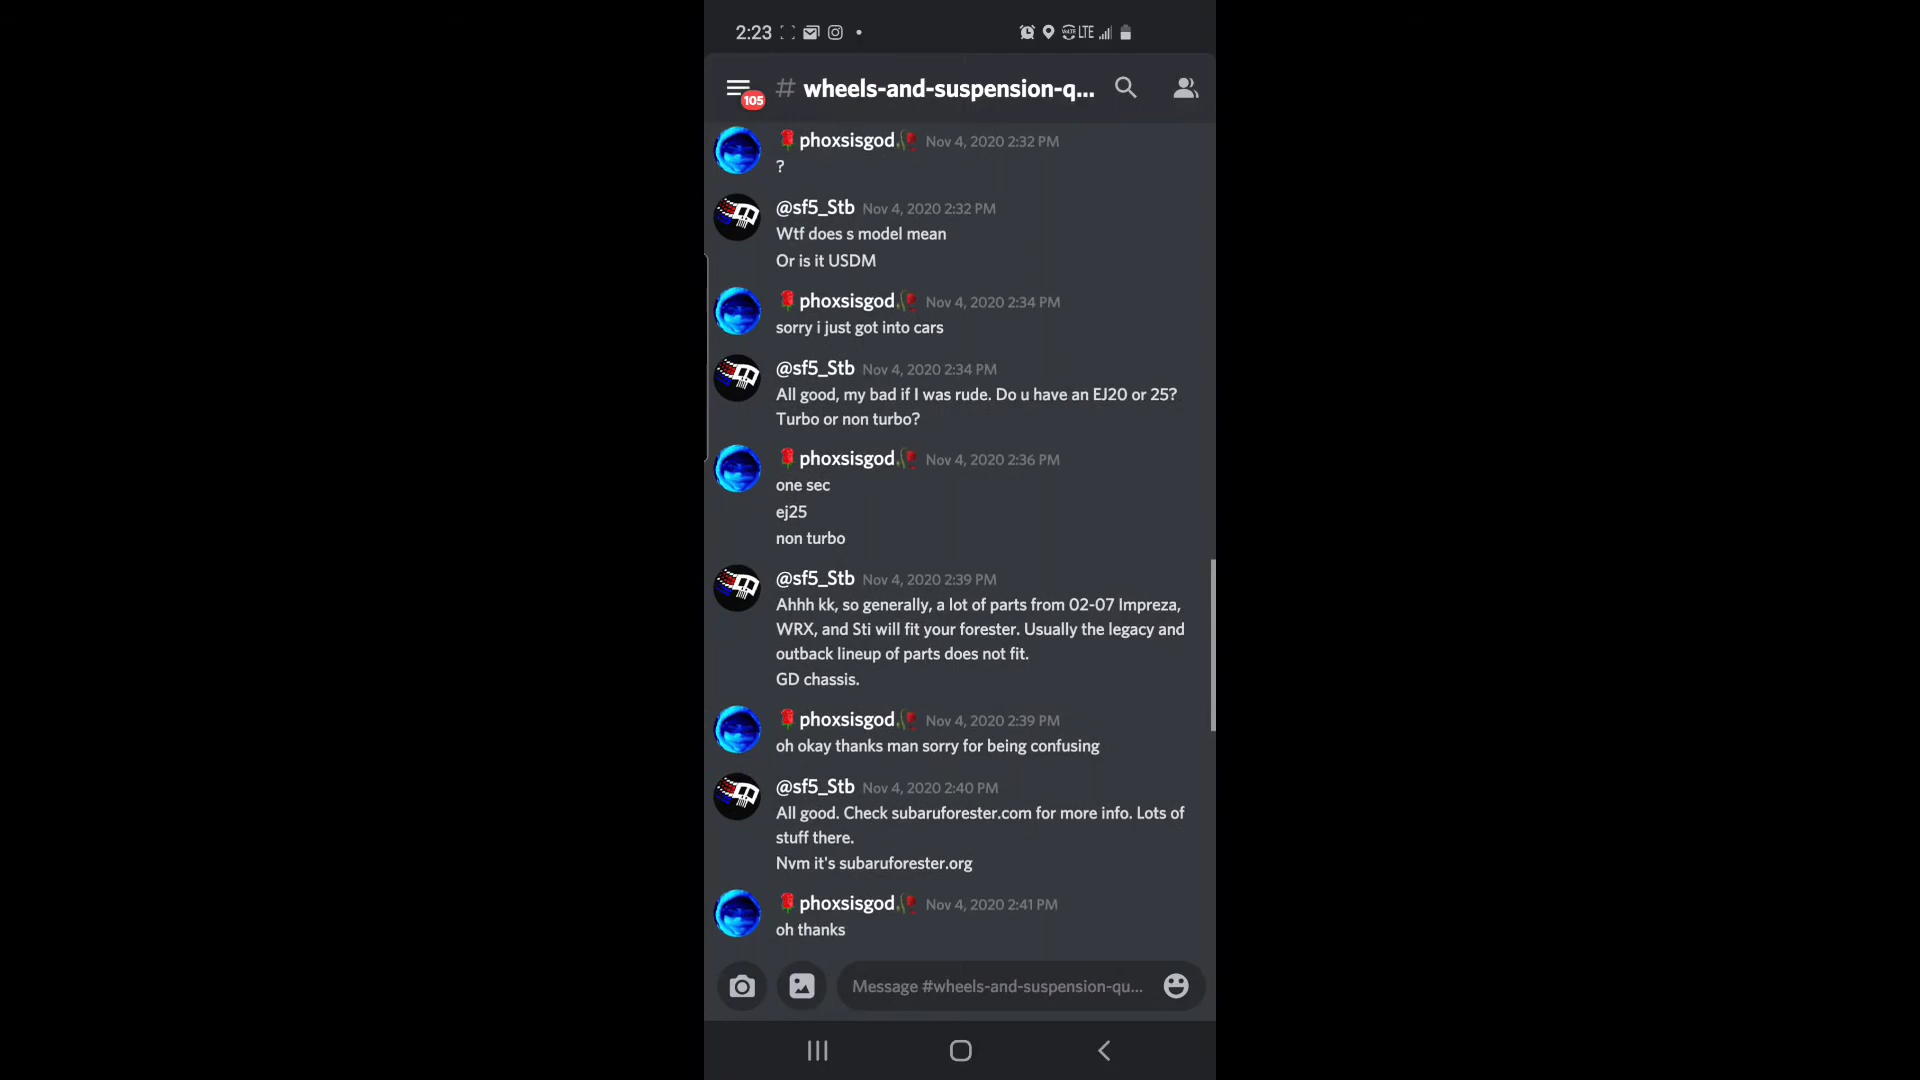 2:23 VoLTE LTE
105 # wheels-and-suspension-q...
🌹phoxsisgod🥀 Nov 4, 2020 2:32 PM
?
@sf5_Stb Nov 4, 2020 2:32 PM
Wtf does s model mean
Or is it USDM
🌹phoxsisgod🥀 Nov 4, 2020 2:34 PM
sorry i just got into cars
@sf5_Stb Nov 4, 2020 2:34 PM
All good, my bad if I was rude. Do u have an EJ20 or 25?
Turbo or non turbo?
🌹phoxsisgod🥀 Nov 4, 2020 2:36 PM
one sec
ej25
non turbo
@sf5_Stb Nov 4, 2020 2:39 PM
Ahhh kk, so generally, a lot of parts from 02-07 Impreza,
WRX, and Sti will fit your forester. Usually the legacy and
outback lineup of parts does not fit.
GD chassis.
🌹phoxsisgod🥀 Nov 4, 2020 2:39 PM
oh okay thanks man sorry for being confusing
@sf5_Stb Nov 4, 2020 2:40 PM
All good. Check subaruforester.com for more info. Lots of
stuff there.
Nvm it's subaruforester.org
🌹phoxsisgod🥀 Nov 4, 2020 2:41 PM
oh thanks
Message #wheels-and-suspension-qu...